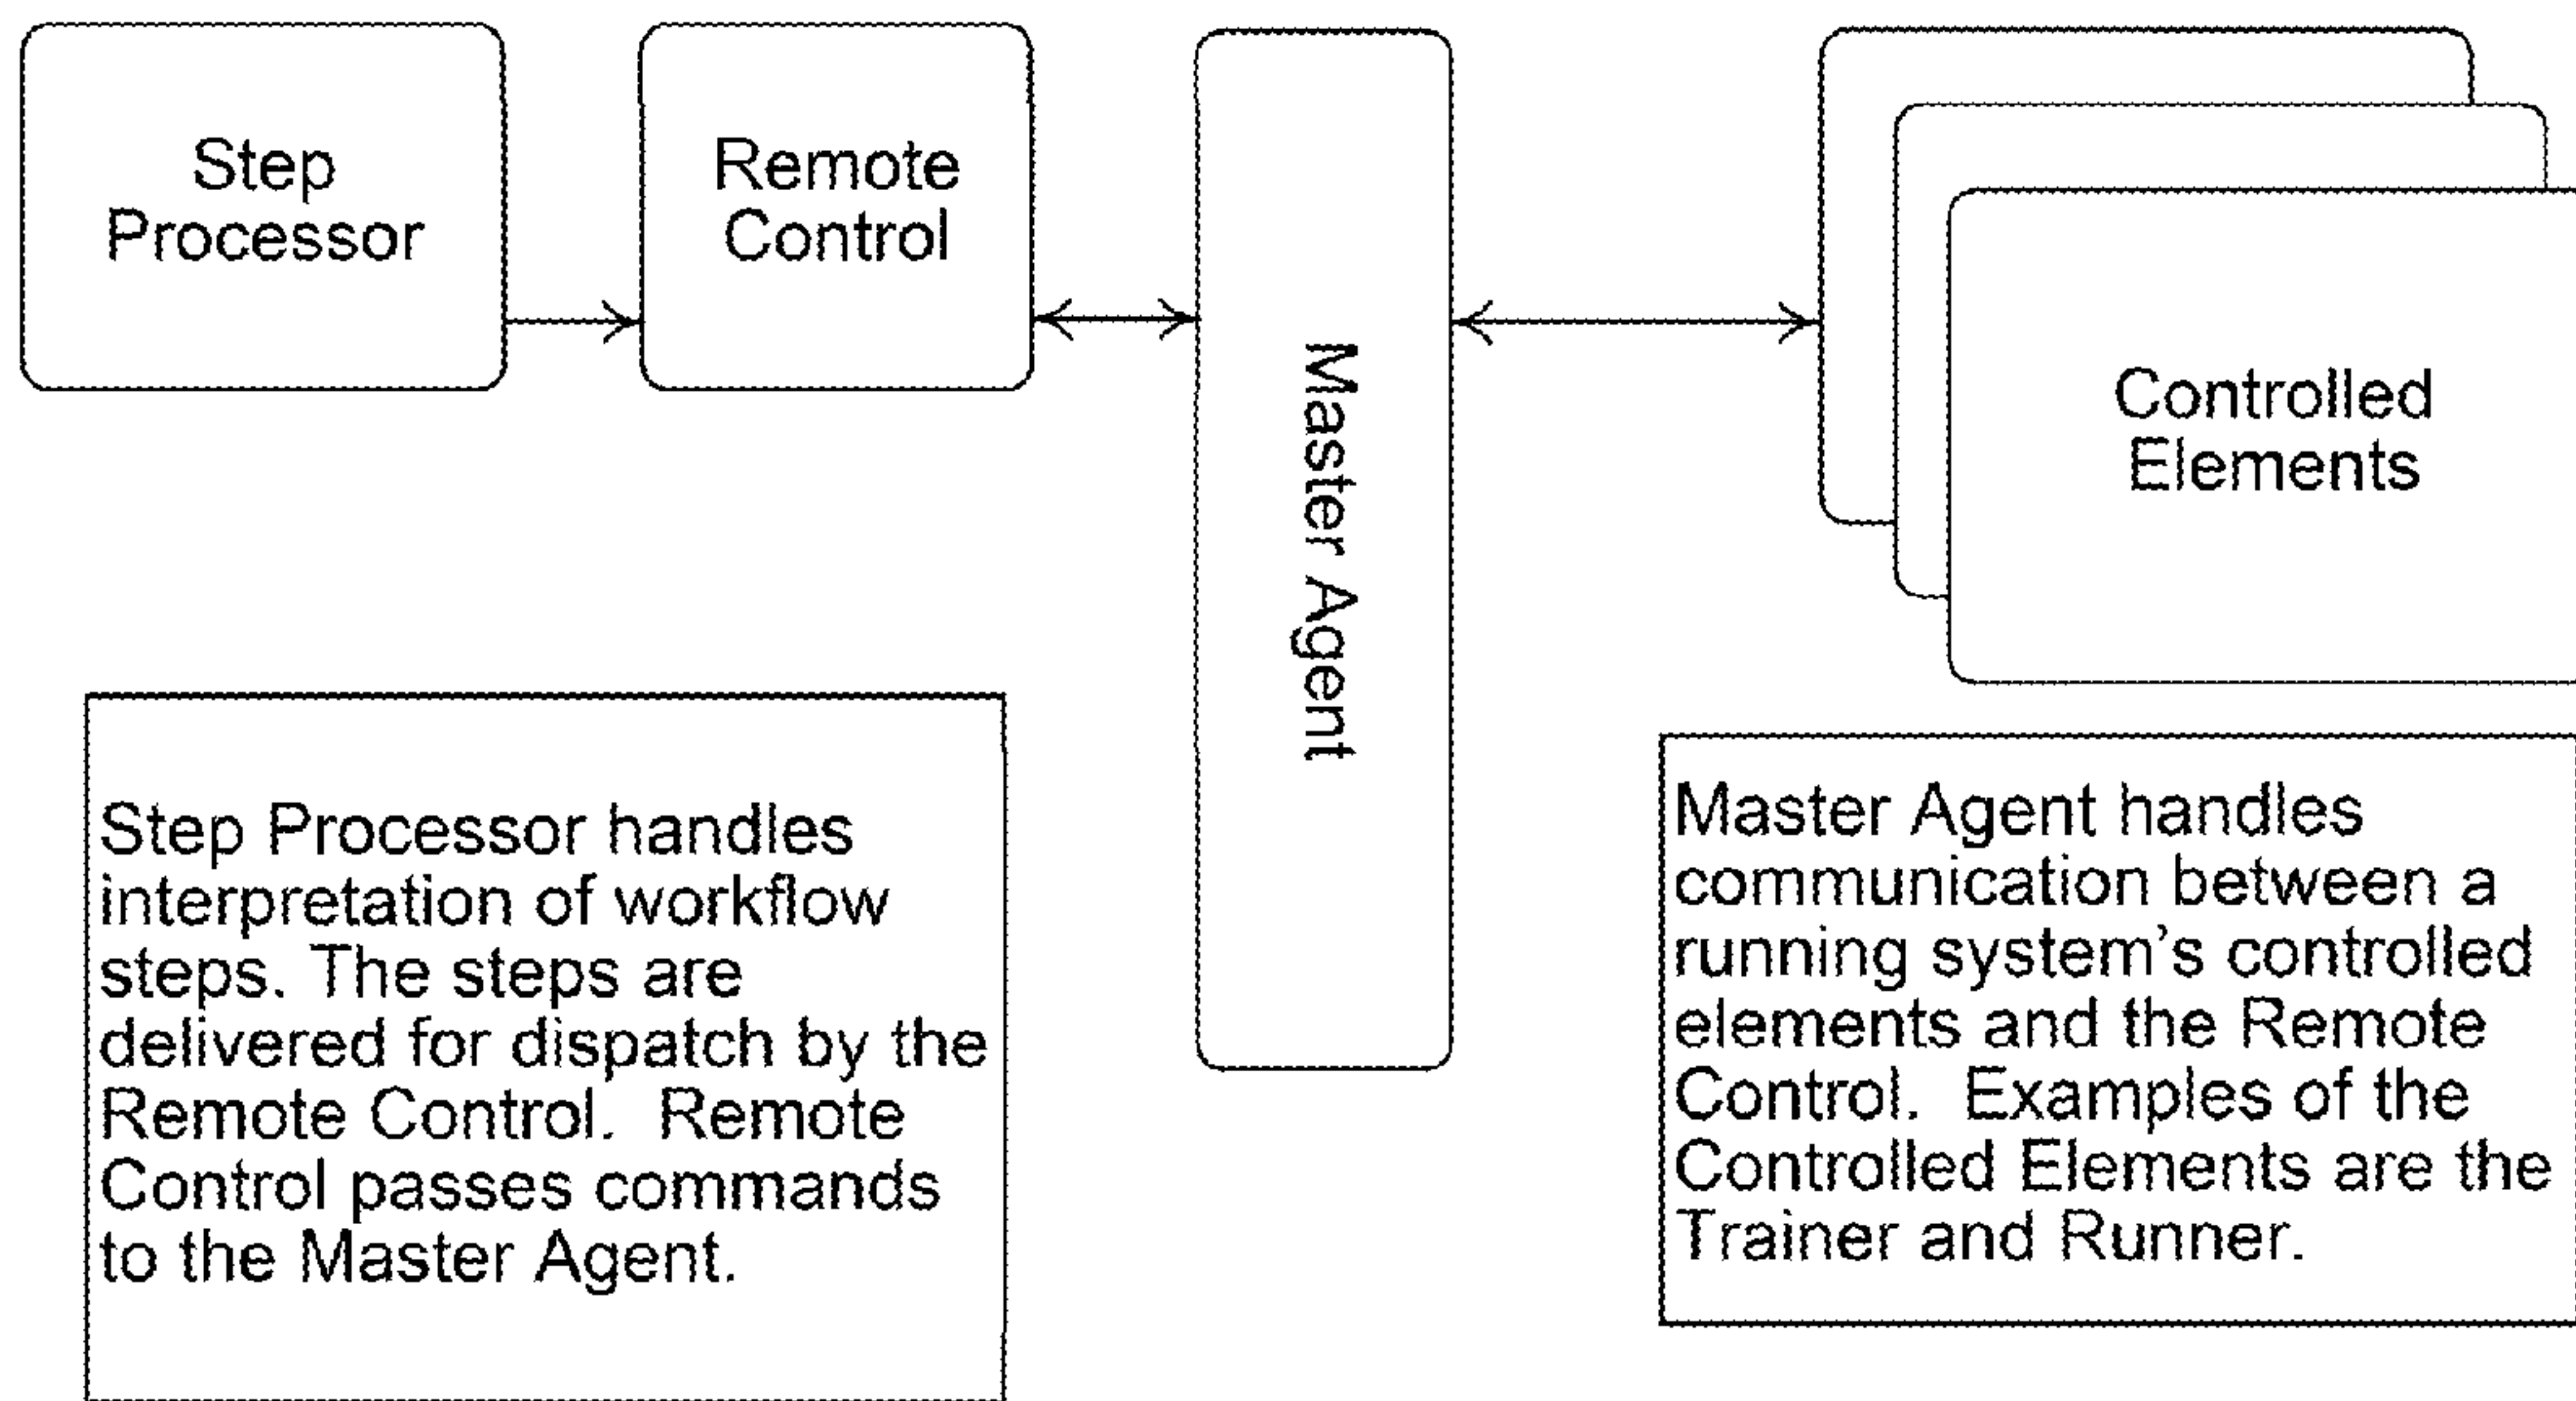 Step
Processor
Remote
Control
Master Agent
Controlled
Elements
Step Processor handles
interpretation of workflow
steps. The steps are
delivered for dispatch by the
Remote Control.  Remote
Control passes commands
to the Master Agent.
Master Agent handles
communication between a
running system’s controlled
elements and the Remote
Control.  Examples of the
Controlled Elements are the
Trainer and Runner.